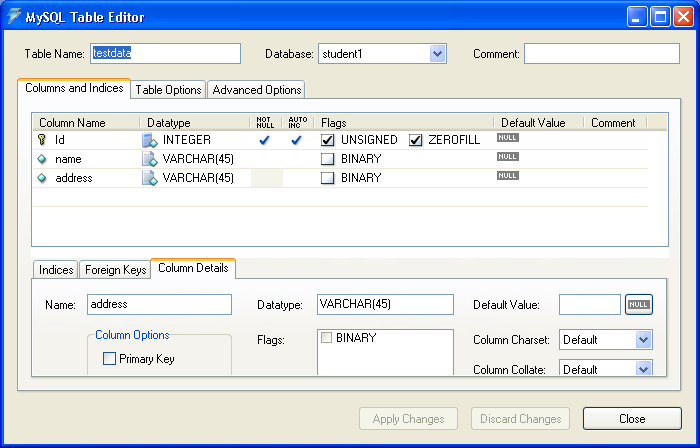 MySQL Table Editor
Table Name: testdata Database: student1 Comment:
Columns and Indices Table Options Advanced Options
Column Name Datatype NOT NULL AUTO INC Flags Default Value Comment
Id INTEGER UNSIGNED ZEROFILL NULL
name VARCHAR(45) BINARY NULL
address VARCHAR(45) BINARY NULL
Indices Foreign Keys Column Details
Name: address Datatype: VARCHAR(45) Default Value: NULL
Column Options Flags: BINARY Column Charset: Default
Primary Key Column Collate: Default
Apply Changes Discard Changes Close